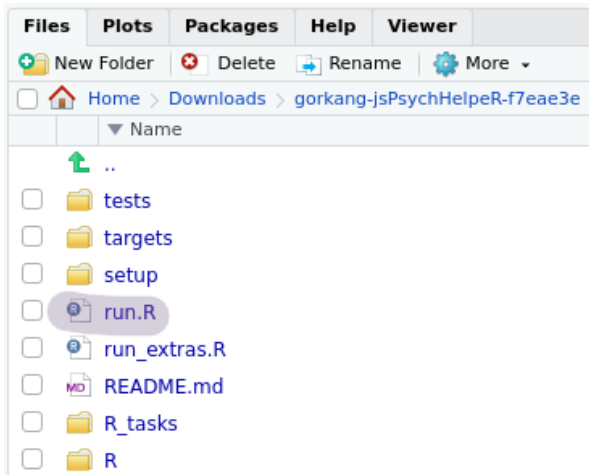 Files Plots Packages Help Viewer
New Folder Delete Rename More
Home > Downloads > gorkang-jsPsychHelpeR-f7eae3e
Name
..
tests
targets
setup
run.R
run_extras.R
README.md
R_tasks
R